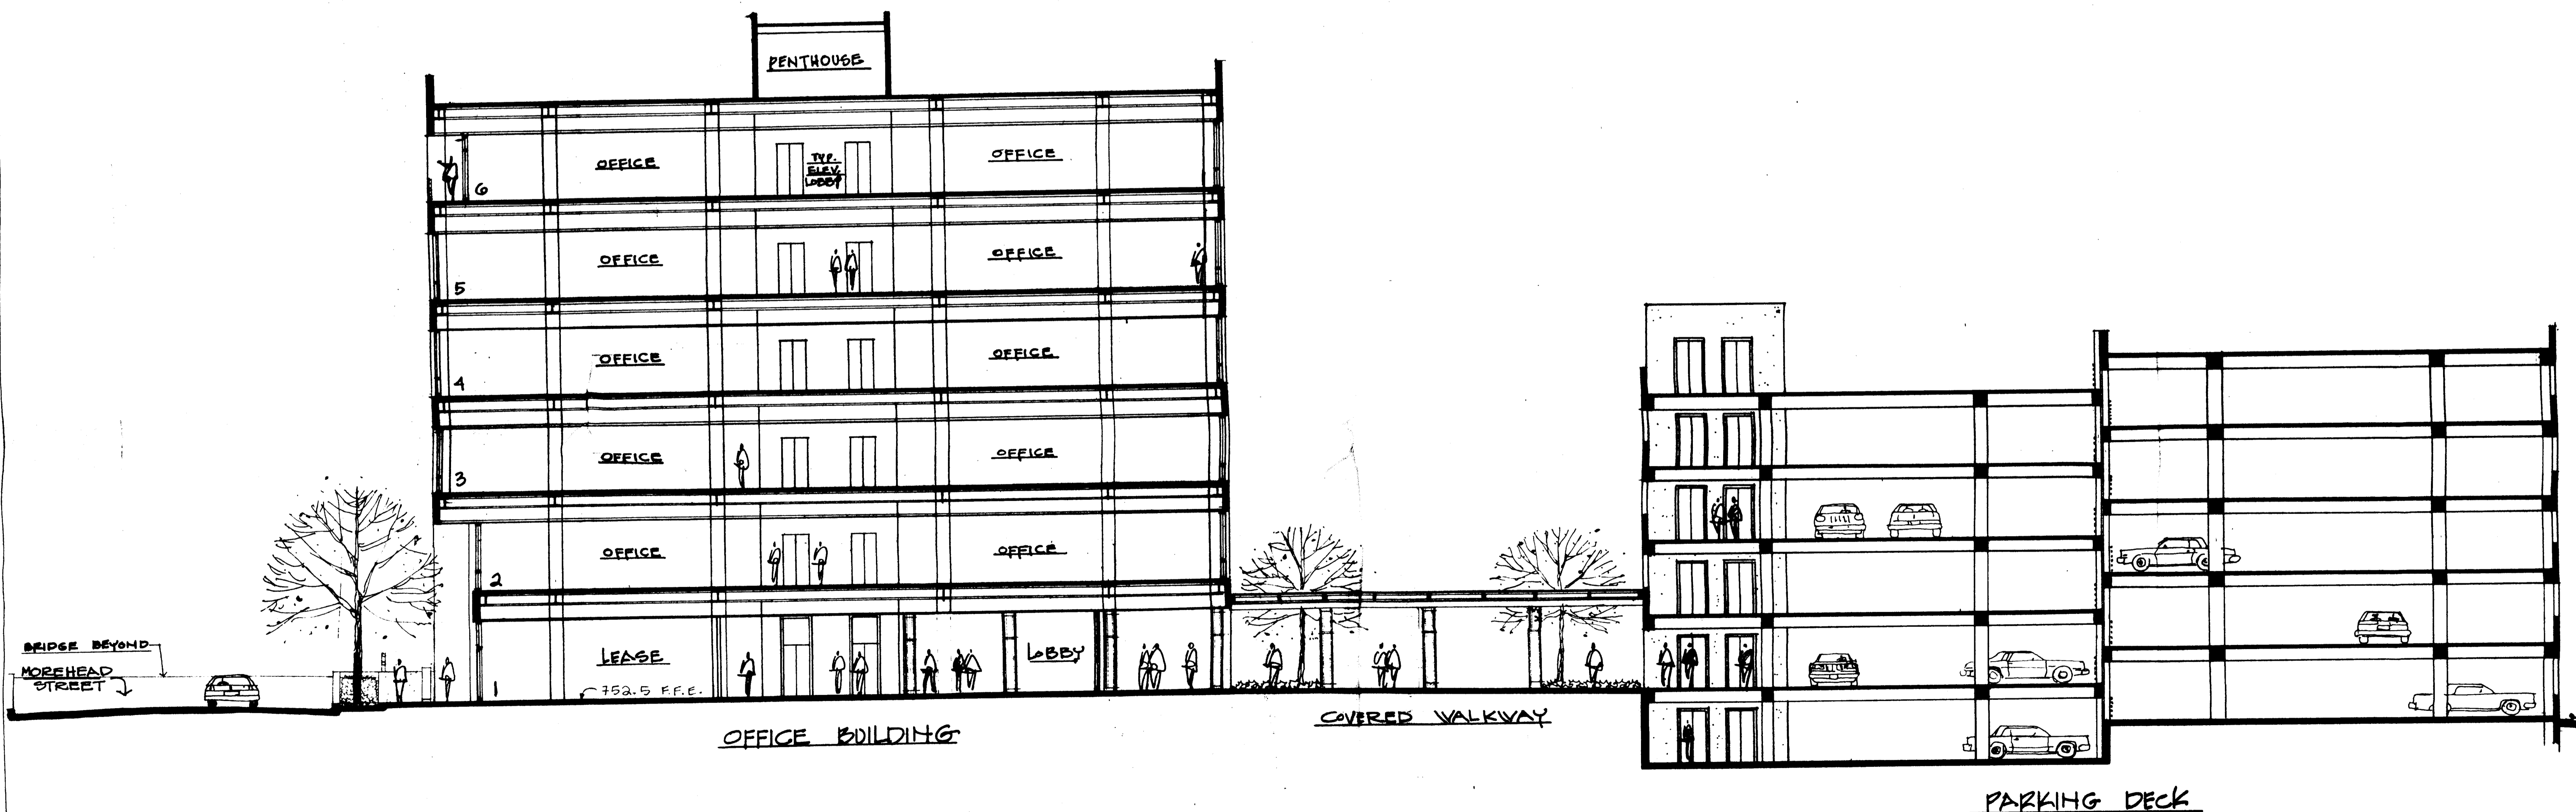 PENTHOUSE
OFFICE
TYP.
ELEV.
LOBBY
OFFICE
6
OFFICE
OFFICE
5
OFFICE
OFFICE
4
OFFICE
OFFICE
3
OFFICE
OFFICE
2
BRIDGE BEYOND
MOREHEAD
STREET
LEASE
LOBBY
1
752.5 F.F.E.
OFFICE BUILDING
COVERED WALKWAY
PARKING DECK